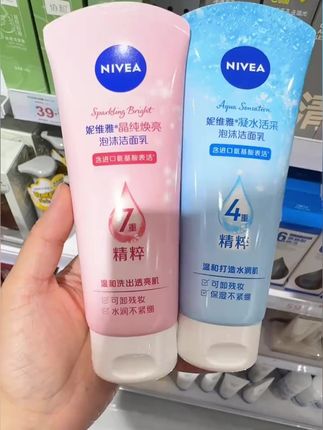 NIVEA
Sparkling Bright
妮维雅®晶纯焕亮
泡沫洁面乳
含进口氨基酸表活
7重
精粹
温和洗出透亮肌
✓可卸残妆
✓水润不紧绷
NIVEA
Aqua Sensation
妮维雅®凝水活采
泡沫洁面乳
含进口氨基酸表活
4重
精粹
温和打造水润肌
✓可卸残妆
✓保湿不紧绷
39
清